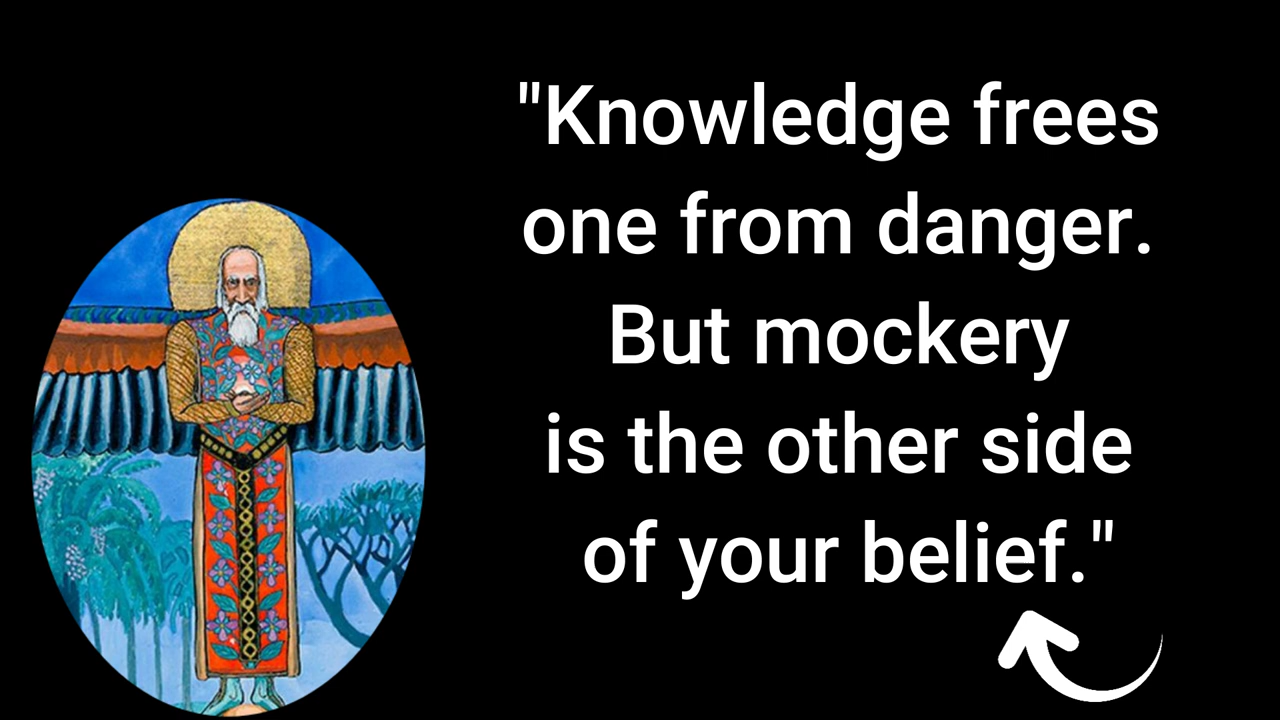 "Knowledge frees
one from danger.
But mockery
is the other side
of your belief."